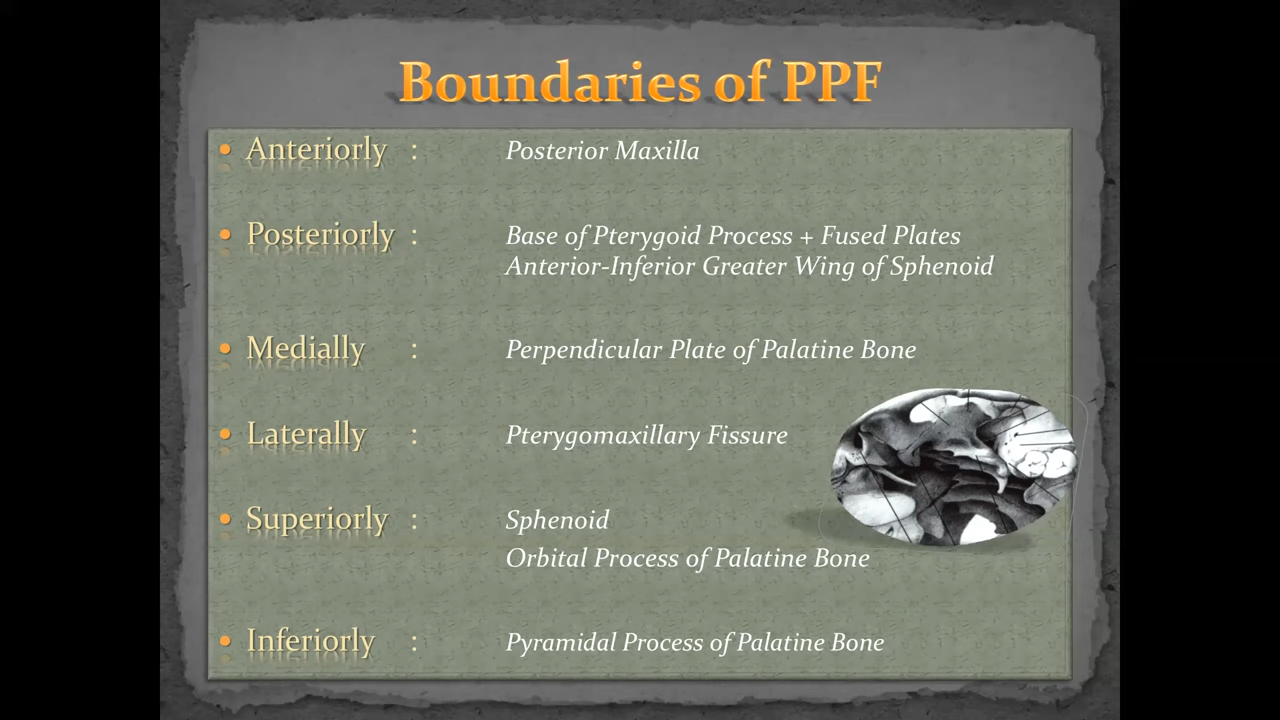 Boundaries of PPF
• Anteriorly : Posterior Maxilla
• Posteriorly : Base of Pterygoid Process + Fused Plates
Anterior-Inferior Greater Wing of Sphenoid
• Medially : Perpendicular Plate of Palatine Bone
• Laterally : Pterygomaxillary Fissure
• Superiorly : Sphenoid
Orbital Process of Palatine Bone
• Inferiorly : Pyramidal Process of Palatine Bone